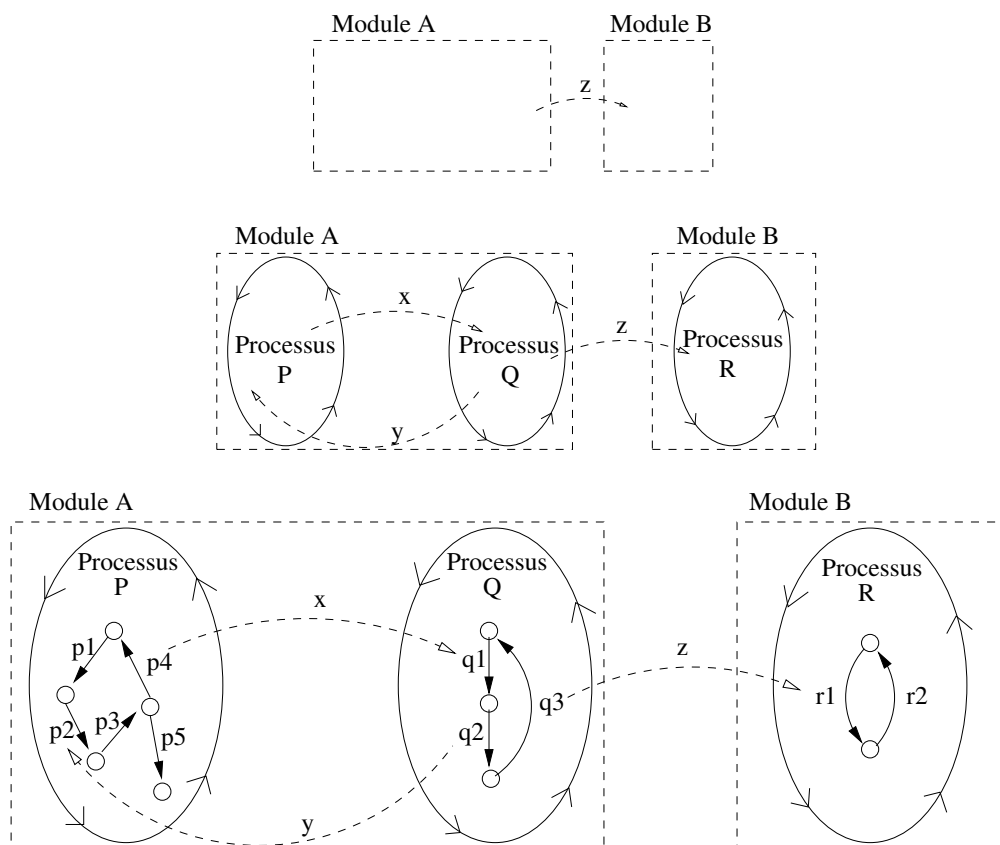 Module A
Module B
z
Module A
Module B
x
z
Processus
P
Processus
Q
Processus
R
y
Module A
Module B
Processus
P
Processus
Q
Processus
R
x
z
p1
p4
p2
p3
p5
q1
q2
q3
r1
r2
y